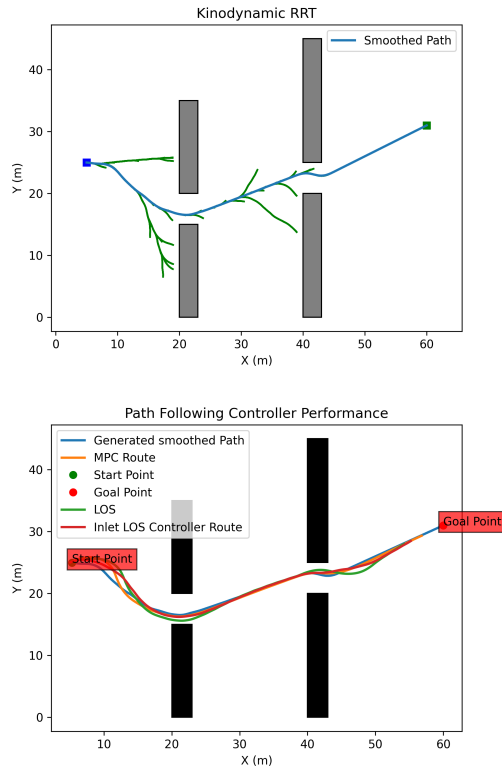 Kinodynamic RRT
Smoothed Path
40
30
20
10
0
Y (m)
0 10 20 30 40 50 60
X (m)
Path Following Controller Performance
Generated smoothed Path
MPC Route
Start Point
Goal Point
LOS
Inlet LOS Controller Route
Goal Point
Start Point
40
30
20
10
0
Y (m)
10 20 30 40 50 60
X (m)